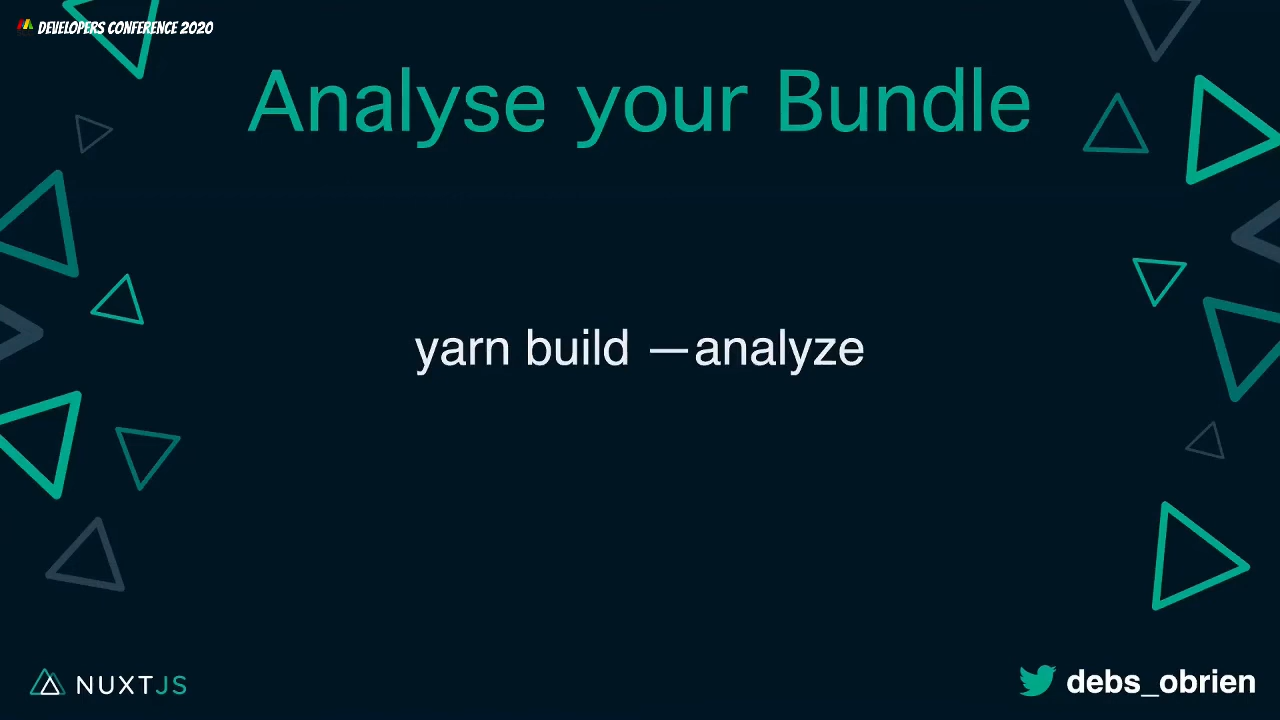 DEVELOPERS CONFERENCE 2020
Analyse your Bundle
yarn build —analyze
NUXTJS
debs_obrien